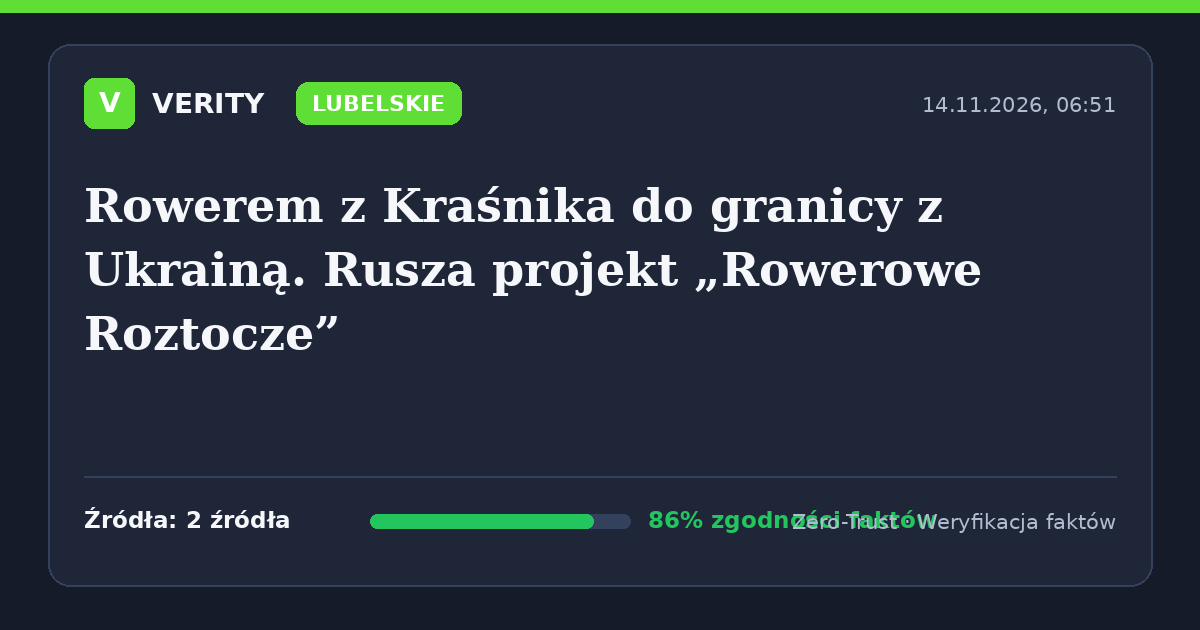 V VERITY LUBELSKIE 14.11.2026, 06:51
Rowerem z Kraśnika do granicy z
Ukrainą. Rusza projekt „Rowerowe
Roztocze”
Źródła: 2 źródła 86% zgodności faktów Zero-Trust · Weryfikacja faktów